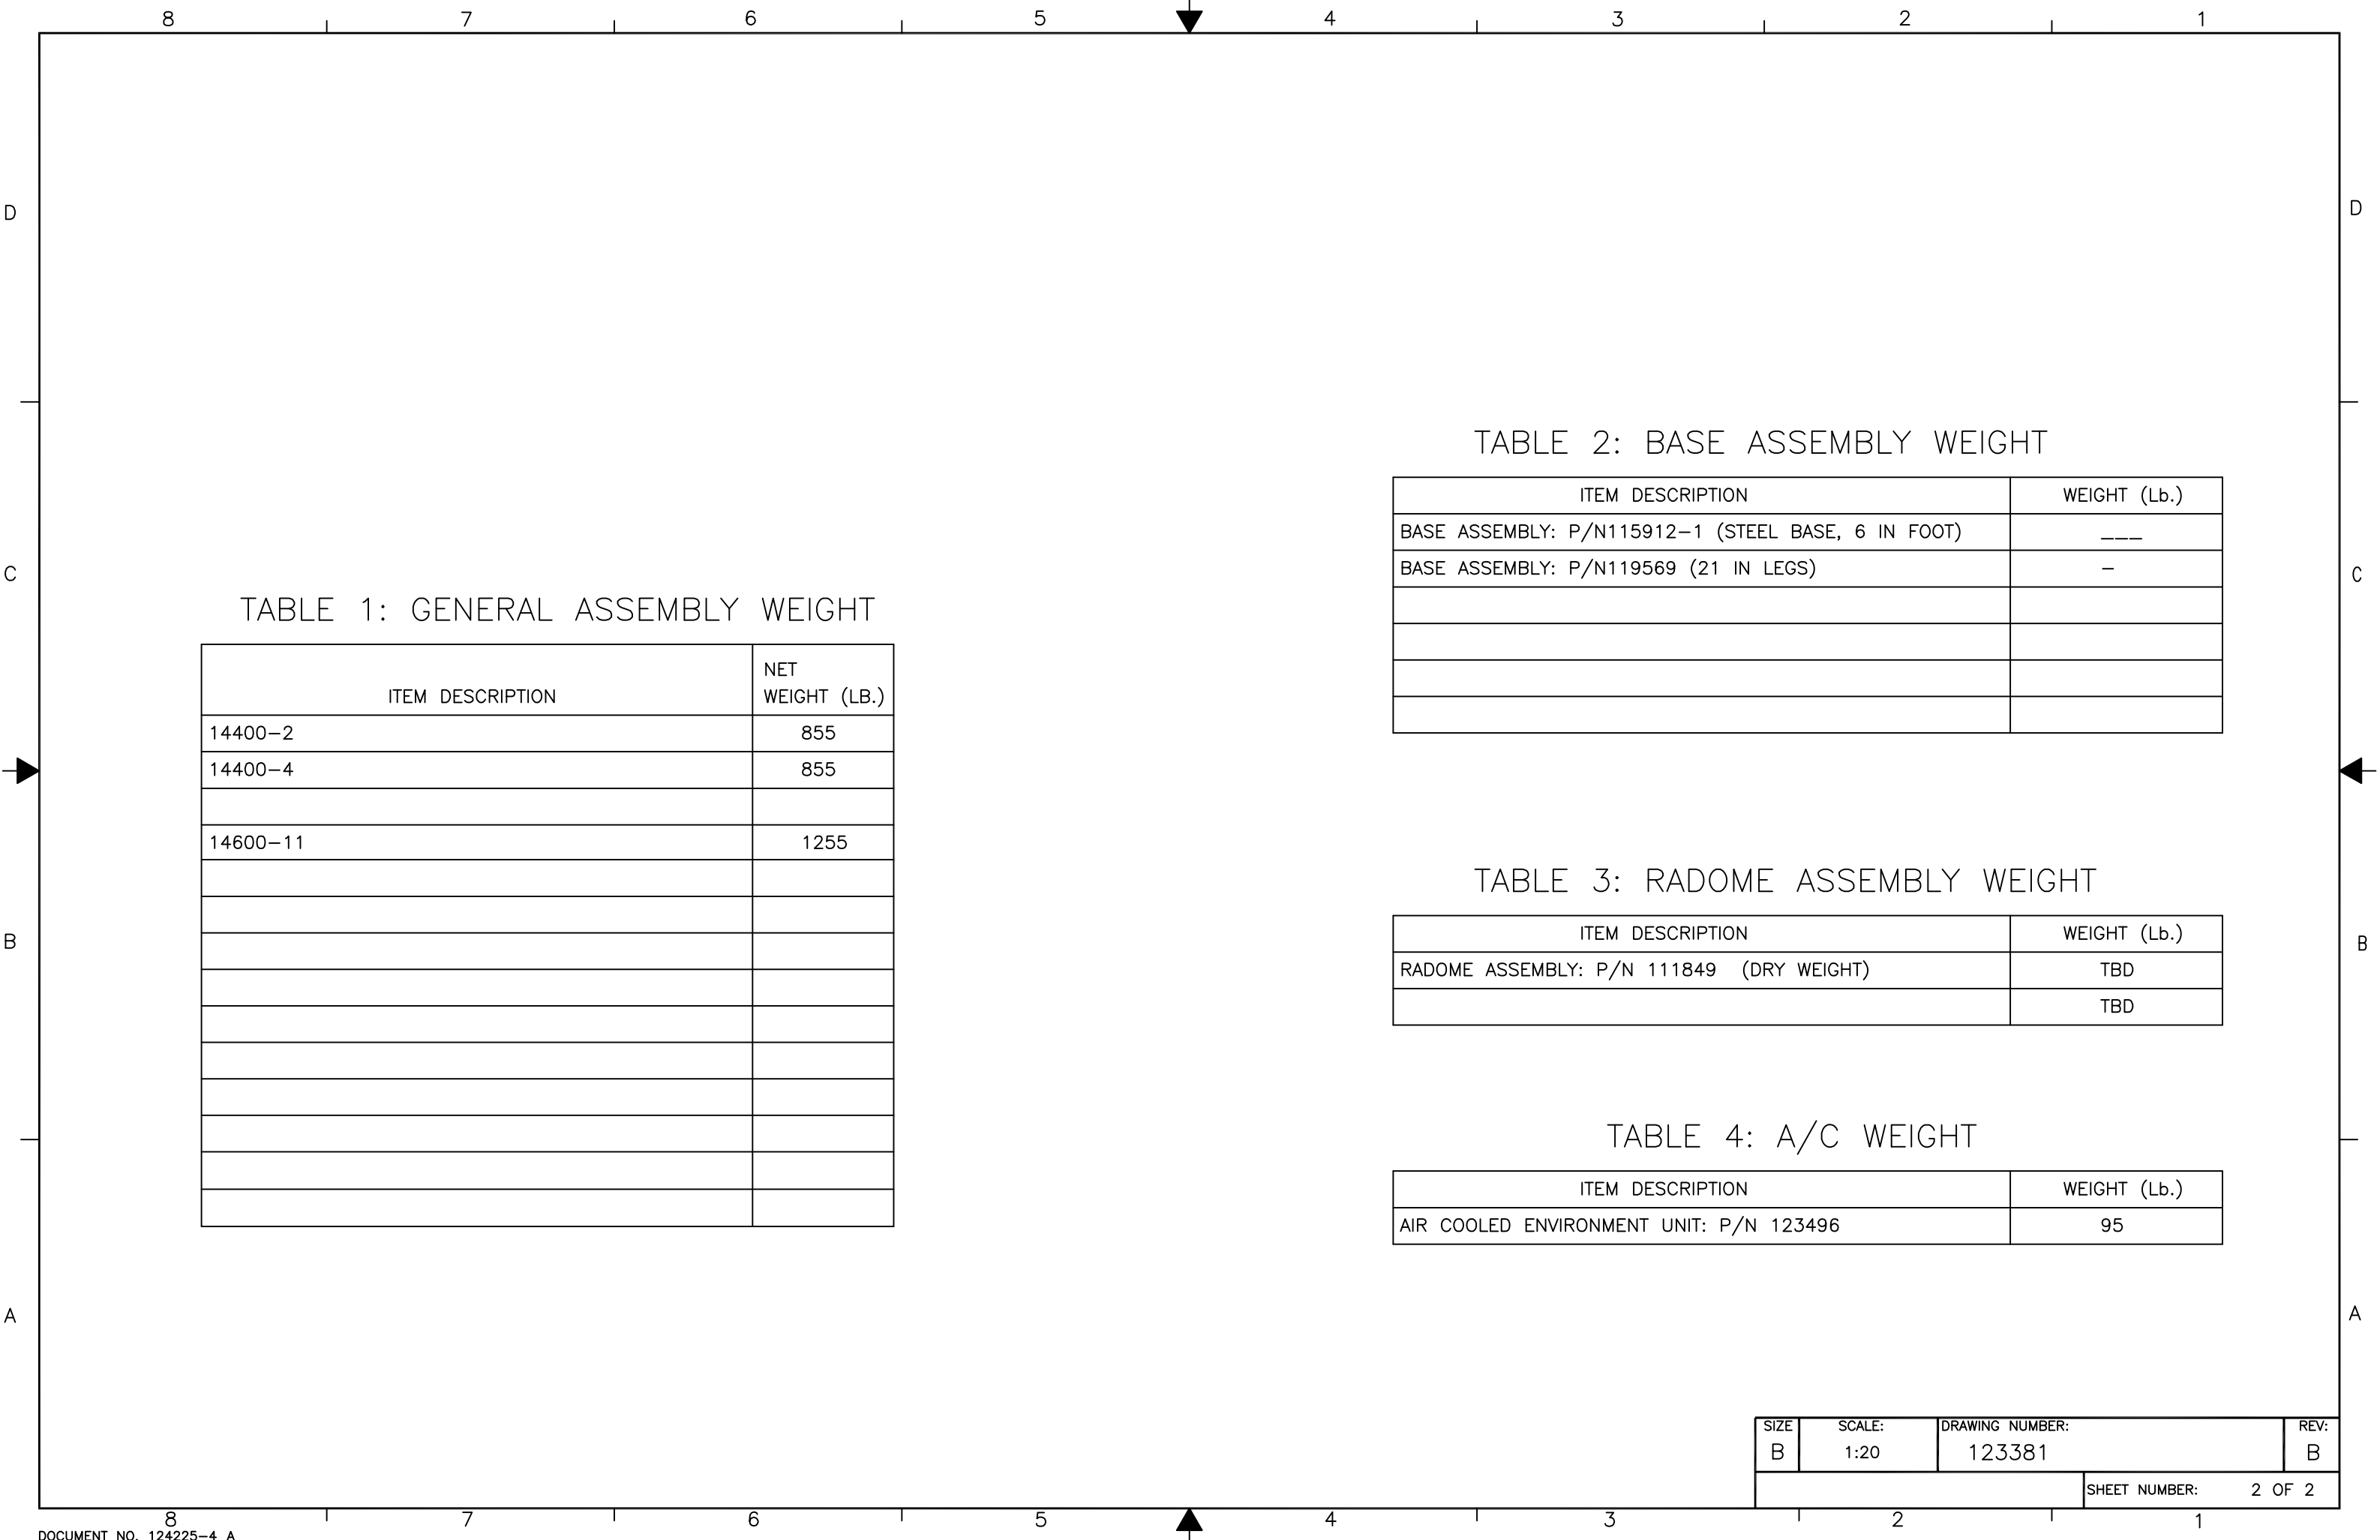 8 7 6 5 4 3 2 1
D D
TABLE 2: BASE ASSEMBLY WEIGHT
ITEM DESCRIPTION WEIGHT (Lb.)
BASE ASSEMBLY: P/N115912-1 (STEEL BASE, 6 IN FOOT) ___
BASE ASSEMBLY: P/N119569 (21 IN LEGS) -
C C
TABLE 1: GENERAL ASSEMBLY WEIGHT
NET
ITEM DESCRIPTION WEIGHT (LB.)
14400-2 855
14400-4 855
14600-11 1255
TABLE 3: RADOME ASSEMBLY WEIGHT
ITEM DESCRIPTION WEIGHT (Lb.)
B B
RADOME ASSEMBLY: P/N 111849 (DRY WEIGHT) TBD
TBD
TABLE 4: A/C WEIGHT
ITEM DESCRIPTION WEIGHT (Lb.)
AIR COOLED ENVIRONMENT UNIT: P/N 123496 95
A A
SIZE SCALE: DRAWING NUMBER: REV:
B 1:20 123381 B
SHEET NUMBER: 2 OF 2
8 7 6 5 4 3 2 1
DOCUMENT NO. 124225-4 A